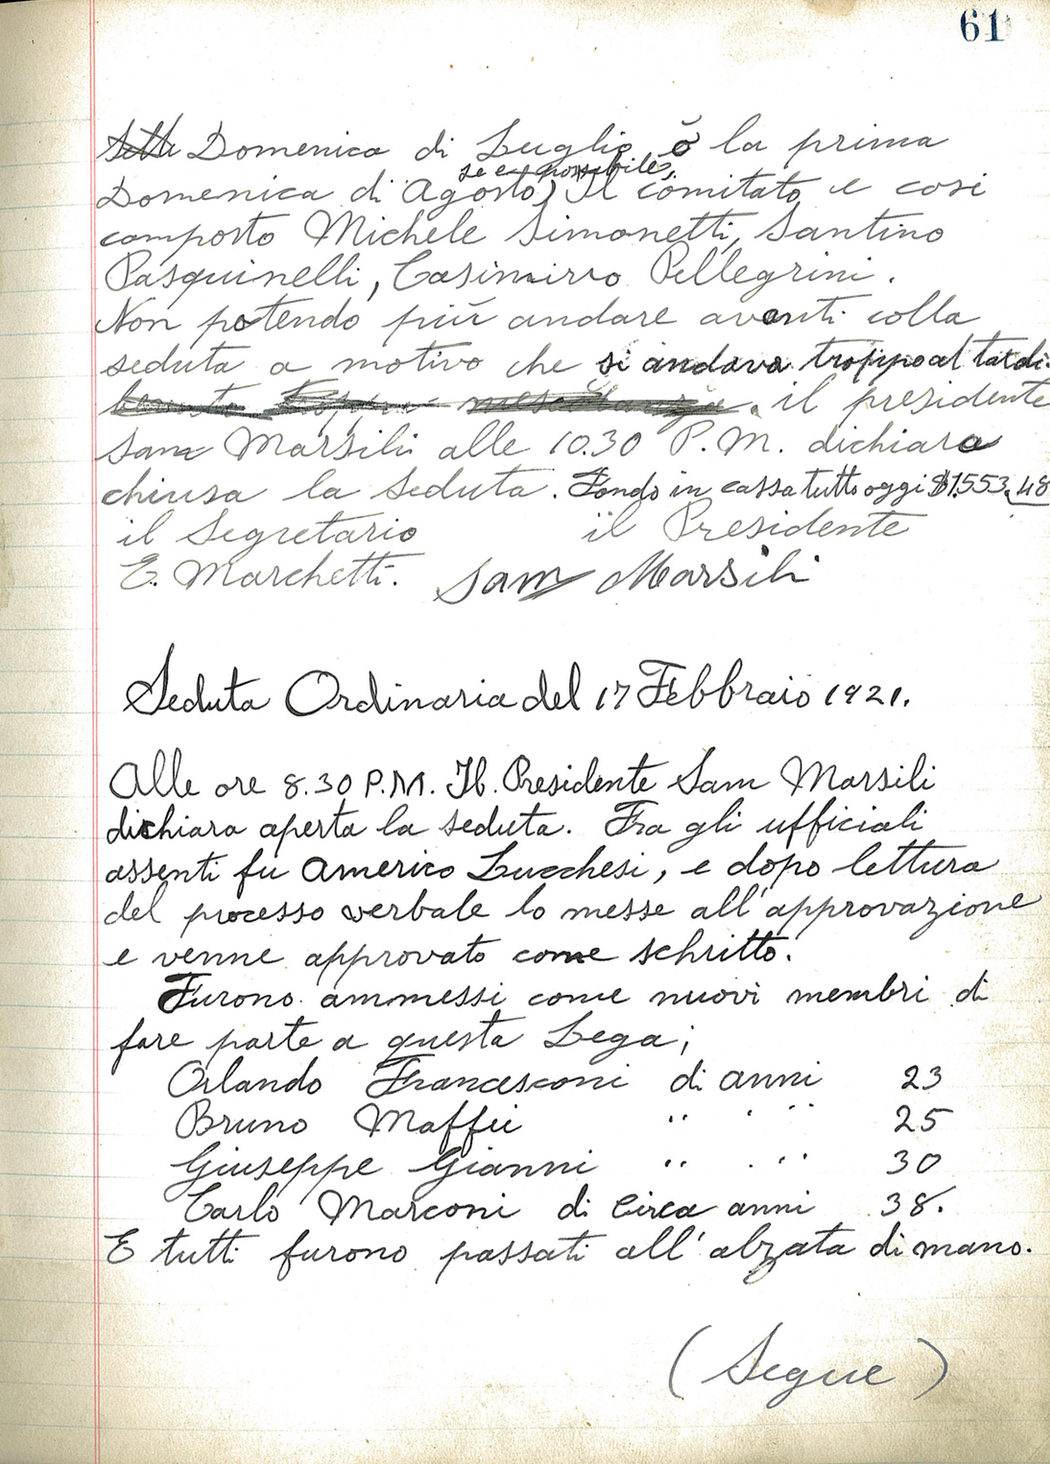 61
Domenica di Luglio o la prima
se e possibile,
Domenica di Agosto, Il comitato e cosi
composto Michele Simonetti, Santino
Pasquinelli, Casimirro Pellegrini.
Non potendo più andare avanti colla
seduta a motivo che si andava troppo al tardi
il presidente
Sam Marsili alle 10.30 P.M. dichiara
chiusa la seduta. Fondo in cassa tutto oggi $1553.48
il Segretario il Presidente
E. Marchetti. Sam Marsili
Seduta Ordinaria del 17 Febbraio 1921.
Alle ore 8.30 P.M. Il Presidente Sam Marsili
dichiara aperta la seduta. Fra gli ufficiali
assenti fu Americo Lucchesi, e dopo lettura
del processo verbale lo messe all'approvazione
e venne approvato come schritto.
Furono ammessi come nuovi membri di
fare parte a questa Lega;
Orlando Francesconi di anni 23
Bruno Maffei " " 25
Giuseppe Gianni " " 30
Carlo Marconi di circa anni 38.
E tutti furono passati all'alzata di mano.
(Segue)